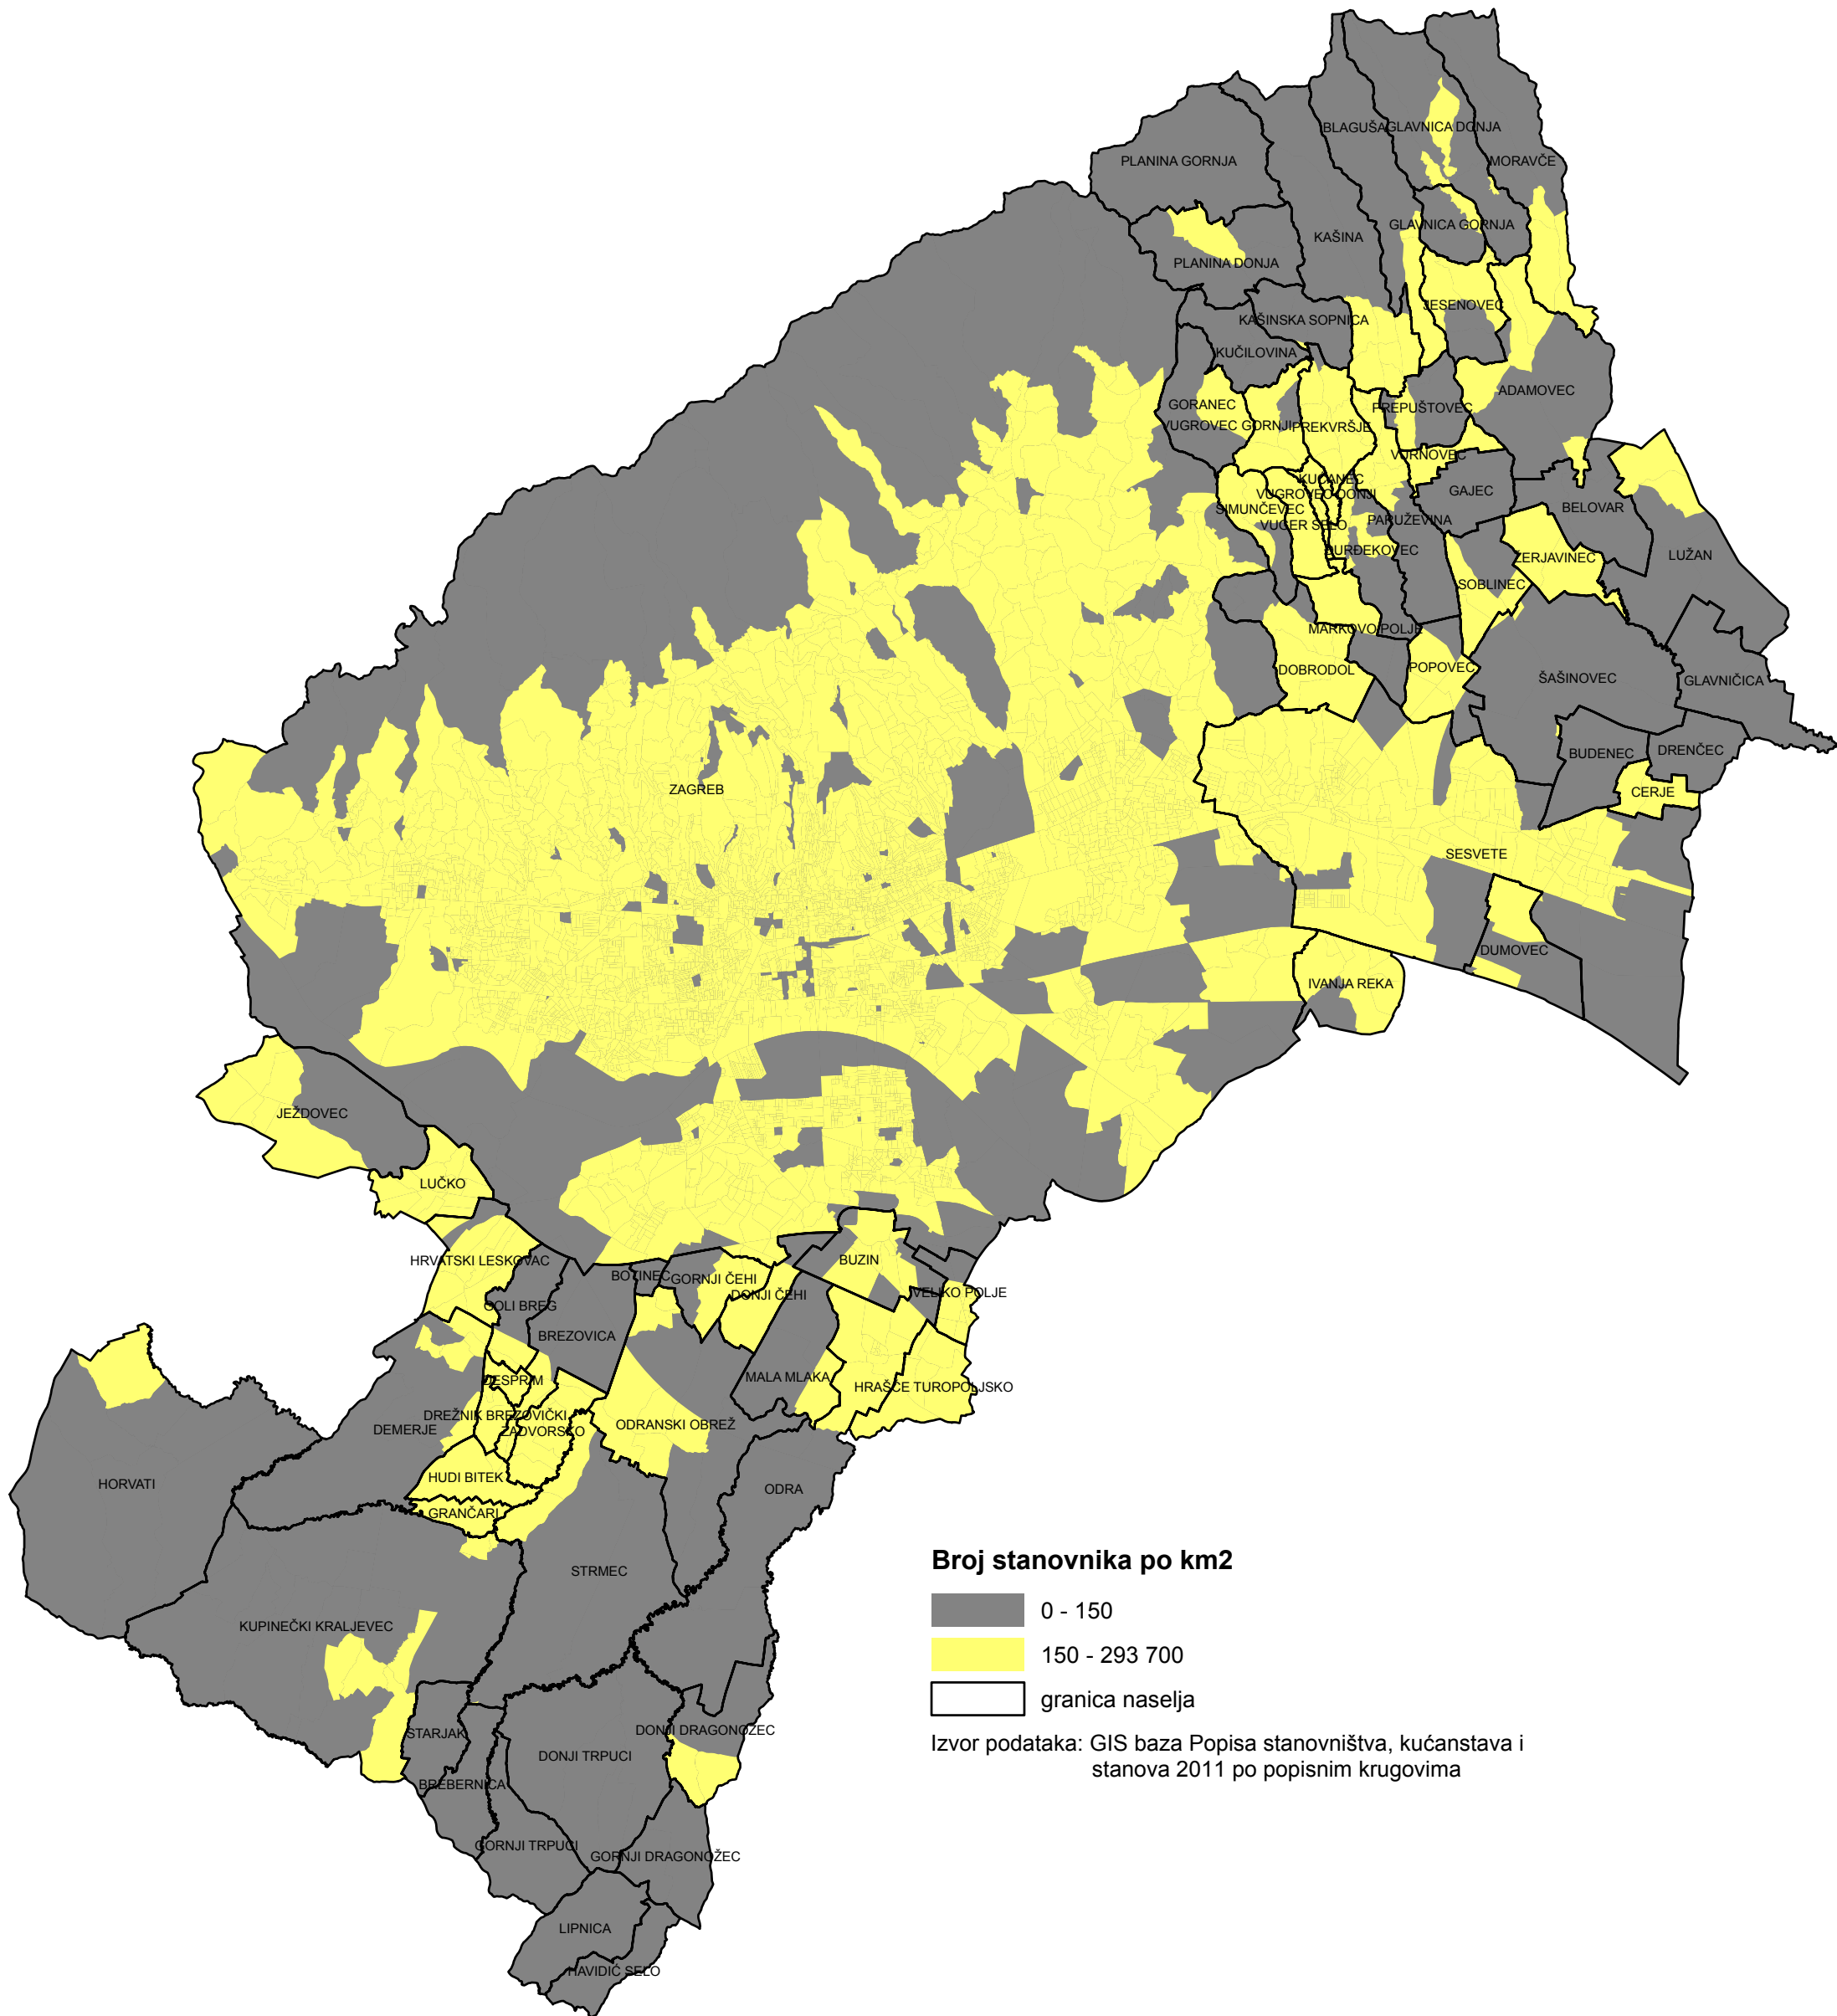 BLAGUŠA
GLAVNICA DONJA
PLANINA GORNJA
MORAVČE
GLAVNICA GORNJA
KAŠINA
PLANINA DONJA
JESENOVEC
KAŠINSKA SOPNICA
KUČILOVINA
ADAMOVEC
GORANEC
PREPUŠTOVEC
VUGROVEC GORNJI
PREKVRŠJE
VURNOVEC
KUĆANEC
GAJEC
VUGROVEC DONJI
ŠIMUNČEVEC
BELOVAR
PARUŽEVINA
VUGER SELO
ĐURĐEKOVEC
LUŽAN
ŽERJAVINEC
SOBLINEC
MARKOVO POLJE
DOBRODOL
POPOVEC
ŠAŠINOVEC
GLAVNIČICA
BUDENEC
DRENČEC
ZAGREB
CERJE
SESVETE
DUMOVEC
IVANJA REKA
JEŽDOVEC
LUČKO
HRVATSKI LESKOVAC
BUZIN
BOTINEC
GORNJI ČEHI
DONJI ČEHI
VELIKO POLJE
GOLI BREG
BREZOVICA
MALA MLAKA
DESPRIM
HRAŠĆE TUROPOLJSKO
DREŽNIK BREZOVIČKI
ODRANSKI OBREŽ
DEMERJE
ZADVORSKO
HUDI BITEK
HORVATI
ODRA
GRANČARI
STRMEC
KUPINEČKI KRALJEVEC
STARJAK
DONJI DRAGONOŽEC
DONJI TRPUCI
BREBERNICA
GORNJI TRPUCI
GORNJI DRAGONOŽEC
LIPNICA
HAVIDIĆ SELO
Broj stanovnika po km2
0 - 150
150 - 293 700
granica naselja
Izvor podataka: GIS baza Popisa stanovništva, kućanstava i
stanova 2011 po popisnim krugovima